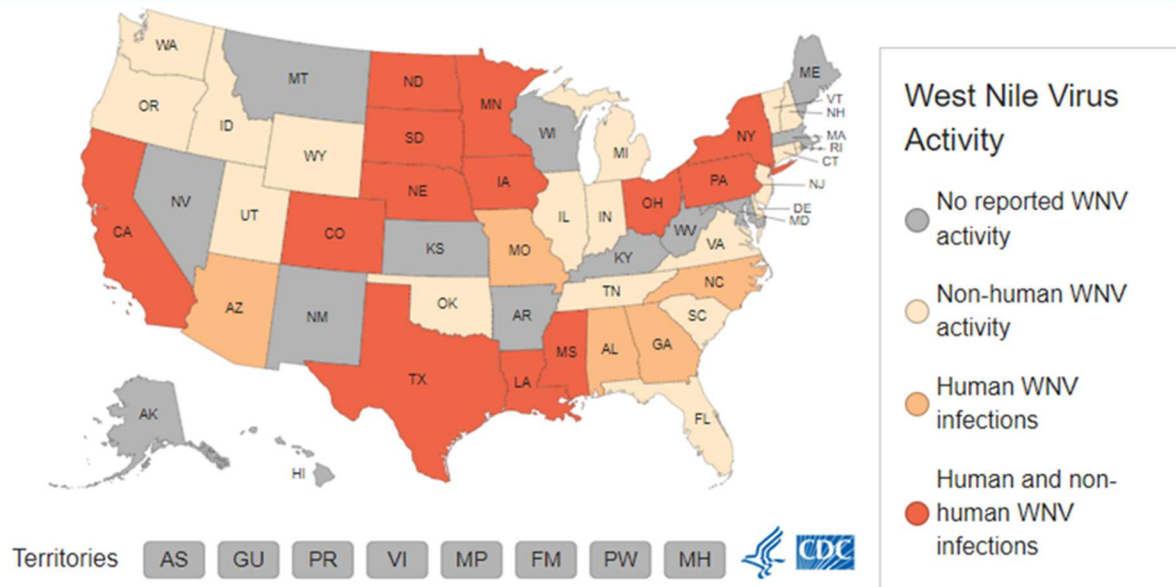 WA
MT
ND
MN
ME
OR
ID
WY
SD
WI
MI
NY
VT
NH
MA
RI
CT
NV
UT
NE
IA
PA
NJ
CA
CO
KS
MO
IL
IN
OH
WV
VA
DE
MD
KY
AZ
NM
OK
AR
TN
NC
SC
TX
LA
MS
AL
GA
FL
AK
HI
West Nile Virus
Activity
No reported WNV
activity
Non-human WNV
activity
Human WNV
infections
Human and non-
human WNV
infections
Territories AS GU PR VI MP FM PW MH CDC